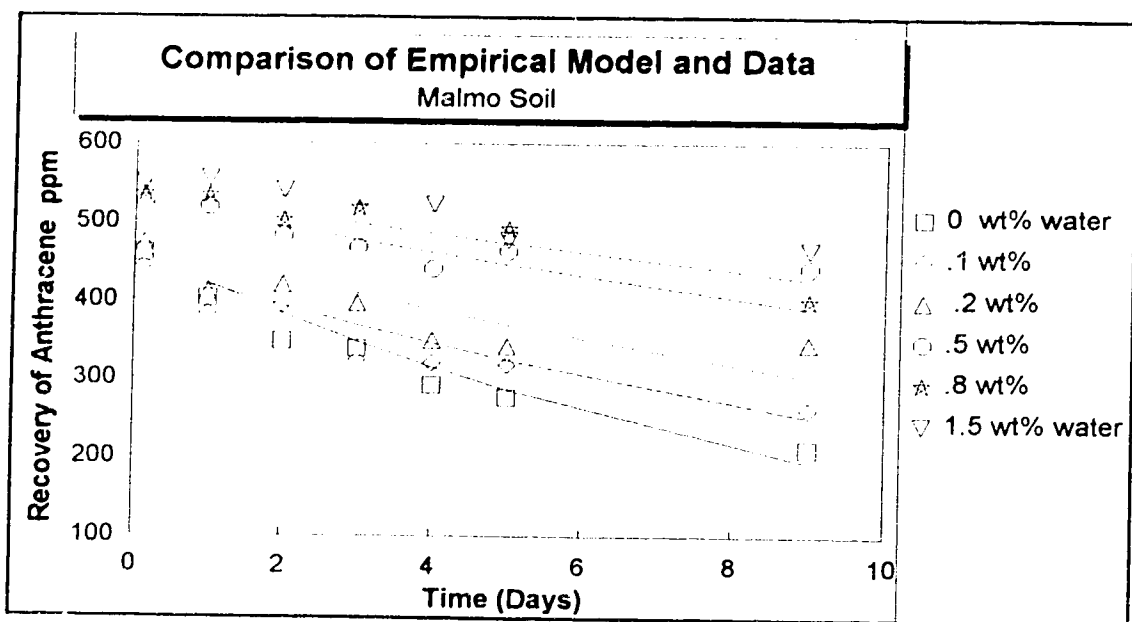 Comparison of Empirical Model and Data
Malmo Soil
Recovery of Anthracene ppm
600
500
400
300
200
100
0
2
4
6
8
10
Time (Days)
0 wt% water
.1 wt%
.2 wt%
.5 wt%
.8 wt%
1.5 wt% water